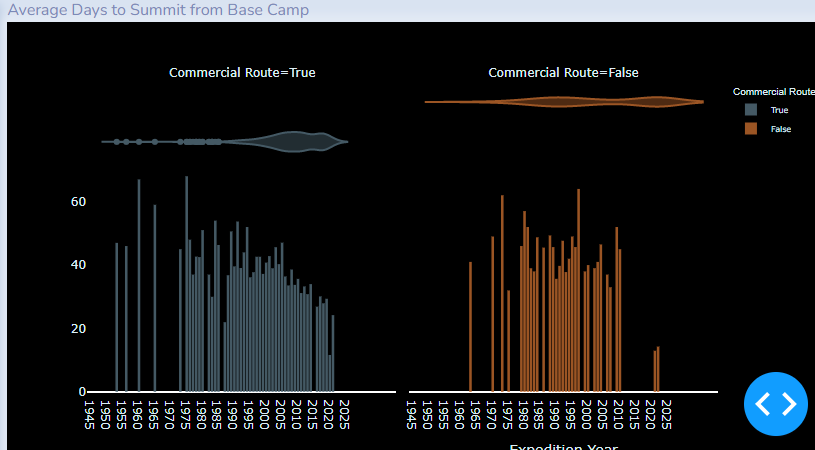 Average Days to Summit from Base Camp
Commercial Route=True
Commercial Route=False
Commercial Route
True
False
60
40
20
0
1945 1950 1955 1960 1965 1970 1975 1980 1985 1990 1995 2000 2005 2010 2015 2020 2025
1945 1950 1955 1960 1965 1970 1975 1980 1985 1990 1995 2000 2005 2010 2015 2020 2025
Expedition Year